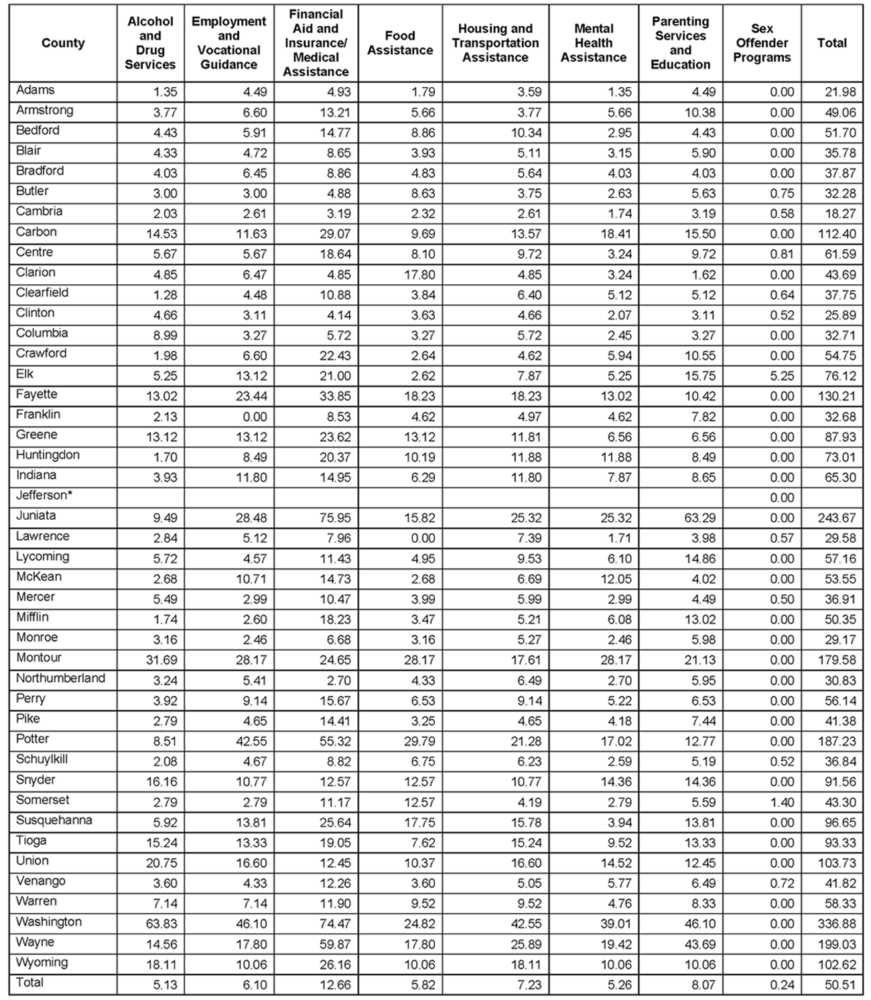 County Alcohol and Drug Services Employment and Vocational Guidance Financial Aid and Insurance/ Medical Assistance Food Assistance Housing and Transportation Assistance Mental Health Assistance Parenting Services and Education Sex Offender Programs Total
Adams 1.35 4.49 4.93 1.79 3.59 1.35 4.49 0.00 21.98
Armstrong 3.77 6.60 13.21 5.66 3.77 5.66 10.38 0.00 49.06
Bedford 4.43 5.91 14.77 8.86 10.34 2.95 4.43 0.00 51.70
Blair 4.33 4.72 8.65 3.93 5.11 3.15 5.90 0.00 35.78
Bradford 4.03 6.45 8.86 4.83 5.64 4.03 4.03 0.00 37.87
Butler 3.00 3.00 4.88 8.63 3.75 2.63 5.63 0.75 32.28
Cambria 2.03 2.61 3.19 2.32 2.61 1.74 3.19 0.58 18.27
Carbon 14.53 11.63 29.07 9.69 13.57 18.41 15.50 0.00 112.40
Centre 5.67 5.67 18.64 8.10 9.72 3.24 9.72 0.81 61.59
Clarion 4.85 6.47 4.85 17.80 4.85 3.24 1.62 0.00 43.69
Clearfield 1.28 4.48 10.88 3.84 6.40 5.12 5.12 0.64 37.75
Clinton 4.66 3.11 4.14 3.63 4.66 2.07 3.11 0.52 25.89
Columbia 8.99 3.27 5.72 3.27 5.72 2.45 3.27 0.00 32.71
Crawford 1.98 6.60 22.43 2.64 4.62 5.94 10.55 0.00 54.75
Elk 5.25 13.12 21.00 2.62 7.87 5.25 15.75 5.25 76.12
Fayette 13.02 23.44 33.85 18.23 18.23 13.02 10.42 0.00 130.21
Franklin 2.13 0.00 8.53 4.62 4.97 4.62 7.82 0.00 32.68
Greene 13.12 13.12 23.62 13.12 11.81 6.56 6.56 0.00 87.93
Huntingdon 1.70 8.49 20.37 10.19 11.88 11.88 8.49 0.00 73.01
Indiana 3.93 11.80 14.95 6.29 11.80 7.87 8.65 0.00 65.30
Jefferson* 0.00
Juniata 9.49 28.48 75.95 15.82 25.32 25.32 63.29 0.00 243.67
Lawrence 2.84 5.12 7.96 0.00 7.39 1.71 3.98 0.57 29.58
Lycoming 5.72 4.57 11.43 4.95 9.53 6.10 14.86 0.00 57.16
McKean 2.68 10.71 14.73 2.68 6.69 12.05 4.02 0.00 53.55
Mercer 5.49 2.99 10.47 3.99 5.99 2.99 4.49 0.50 36.91
Mifflin 1.74 2.60 18.23 3.47 5.21 6.08 13.02 0.00 50.35
Monroe 3.16 2.46 6.68 3.16 5.27 2.46 5.98 0.00 29.17
Montour 31.69 28.17 24.65 28.17 17.61 28.17 21.13 0.00 179.58
Northumberland 3.24 5.41 2.70 4.33 6.49 2.70 5.95 0.00 30.83
Perry 3.92 9.14 15.67 6.53 9.14 5.22 6.53 0.00 56.14
Pike 2.79 4.65 14.41 3.25 4.65 4.18 7.44 0.00 41.38
Potter 8.51 42.55 55.32 29.79 21.28 17.02 12.77 0.00 187.23
Schuylkill 2.08 4.67 8.82 6.75 6.23 2.59 5.19 0.52 36.84
Snyder 16.16 10.77 12.57 12.57 10.77 14.36 14.36 0.00 91.56
Somerset 2.79 2.79 11.17 12.57 4.19 2.79 5.59 1.40 43.30
Susquehanna 5.92 13.81 25.64 17.75 15.78 3.94 13.81 0.00 96.65
Tioga 15.24 13.33 19.05 7.62 15.24 9.52 13.33 0.00 93.33
Union 20.75 16.60 12.45 10.37 16.60 14.52 12.45 0.00 103.73
Venango 3.60 4.33 12.26 3.60 5.05 5.77 6.49 0.72 41.82
Warren 7.14 7.14 11.90 9.52 9.52 4.76 8.33 0.00 58.33
Washington 63.83 46.10 74.47 24.82 42.55 39.01 46.10 0.00 336.88
Wayne 14.56 17.80 59.87 17.80 25.89 19.42 43.69 0.00 199.03
Wyoming 18.11 10.06 26.16 10.06 18.11 10.06 10.06 0.00 102.62
Total 5.13 6.10 12.66 5.82 7.23 5.26 8.07 0.24 50.51